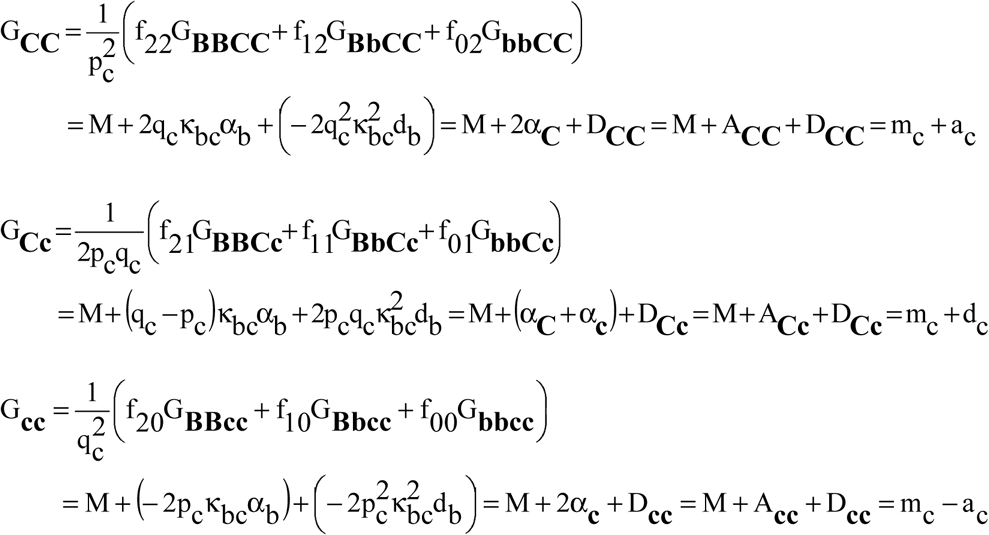 G_CC = 1/p_c^2 (f_22 G_BBCC + f_12 G_BbCC + f_02 G_bbCC)
= M + 2q_c κ_bc α_b + (−2q_c^2 κ_bc^2 d_b) = M + 2α_C + D_CC = M + A_CC + D_CC = m_c + a_c
G_Cc = 1/(2p_c q_c) (f_21 G_BBCc + f_11 G_BbCc + f_01 G_bbCc)
= M + (q_c − p_c) κ_bc α_b + 2p_c q_c κ_bc^2 d_b = M + (α_C + α_c) + D_Cc = M + A_Cc + D_Cc = m_c + d_c
G_cc = 1/q_c^2 (f_20 G_BBcc + f_10 G_Bbcc + f_00 G_bbcc)
= M + (−2p_c κ_bc α_b) + (−2p_c^2 κ_bc^2 d_b) = M + 2α_c + D_cc = M + A_cc + D_cc = m_c − a_c